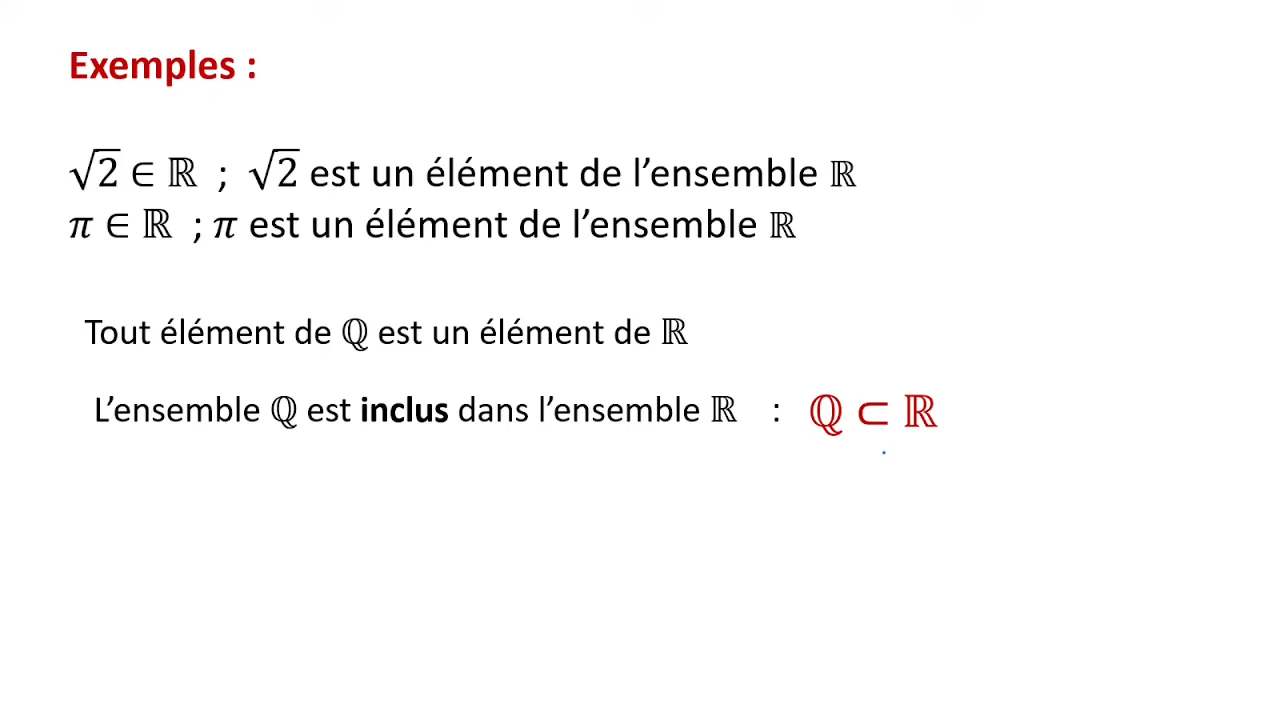 Exemples :
√2 ∈ ℝ ; √2 est un élément de l’ensemble ℝ
π ∈ ℝ ; π est un élément de l’ensemble ℝ
Tout élément de ℚ est un élément de ℝ
L’ensemble ℚ est inclus dans l’ensemble ℝ : ℚ ⊂ ℝ